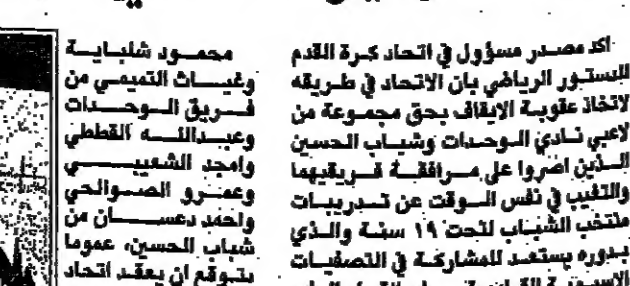 اكد مصدر مسؤول في اتحاد كرة القدم
للدستور الرياضي بان الاتحاد في طريقه
لاتخاذ عقوبة الايقاف بحق مجموعة من
لاعبي نادي الوحدات وشباب الحسين
الذين اصروا على مرافقة فريقيهما
والتغيب في نفس الوقت عن تدريبات
منتخب الشباب لتحت ١٩ سنة والذي
بدوره يستعد للمشاركة في التصفيات
محمود شلباية
وغياث التميمي من
فريق الوحدات
وعبدالله القططي
وامجد الشعيبي
وعمرو الصوالحي
واحمد دعسان من
شباب الحسين، عموما
يتوقع ان يعقد اتحاد